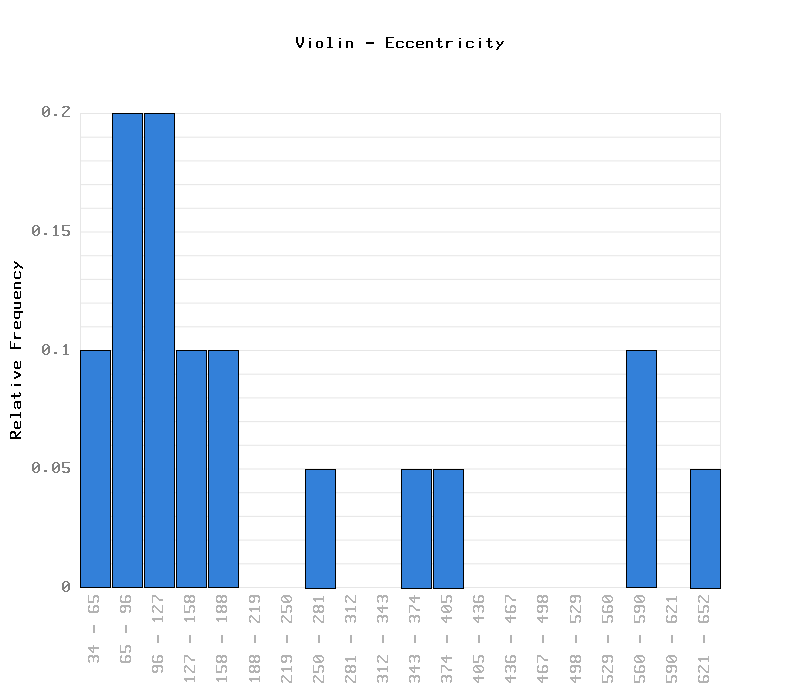 Violin - Eccentricity
Relative Frequency
0.2
0.15
0.1
0.05
0
34 - 65
65 - 96
96 - 127
127 - 158
158 - 188
188 - 219
219 - 250
250 - 281
281 - 312
312 - 343
343 - 374
374 - 405
405 - 436
436 - 467
467 - 498
498 - 529
529 - 560
560 - 590
590 - 621
621 - 652